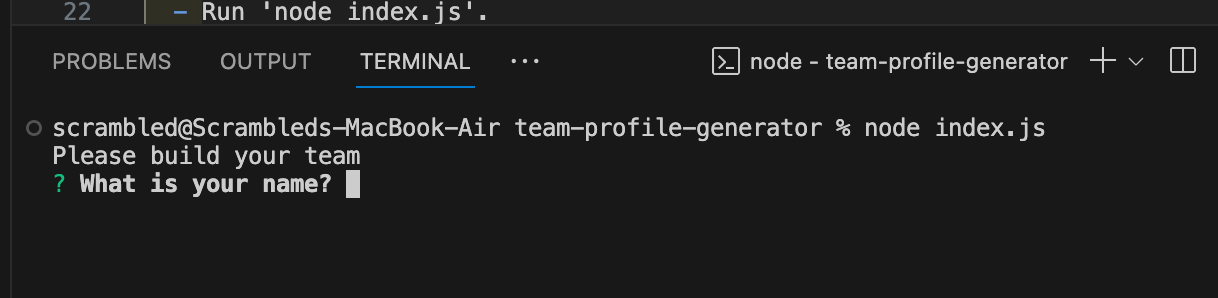 22 - Run 'node index.js'.
PROBLEMS OUTPUT TERMINAL ··· node - team-profile-generator
scrambled@Scrambleds-MacBook-Air team-profile-generator % node index.js
Please build your team
? What is your name?